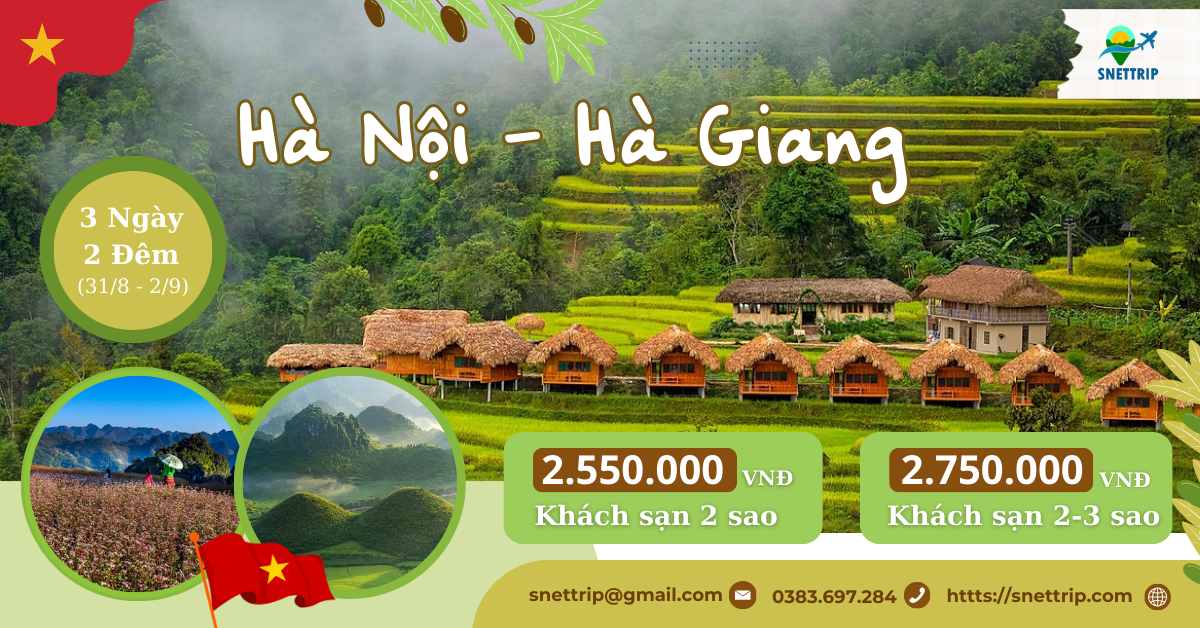 SNETTRIP
Hà Nội - Hà Giang
3 Ngày
2 Đêm
(31/8 - 2/9)
2.550.000 VNĐ
Khách sạn 2 sao
2.750.000 VNĐ
Khách sạn 2-3 sao
snettrip@gmail.com
0383.697.284
httts://snettrip.com